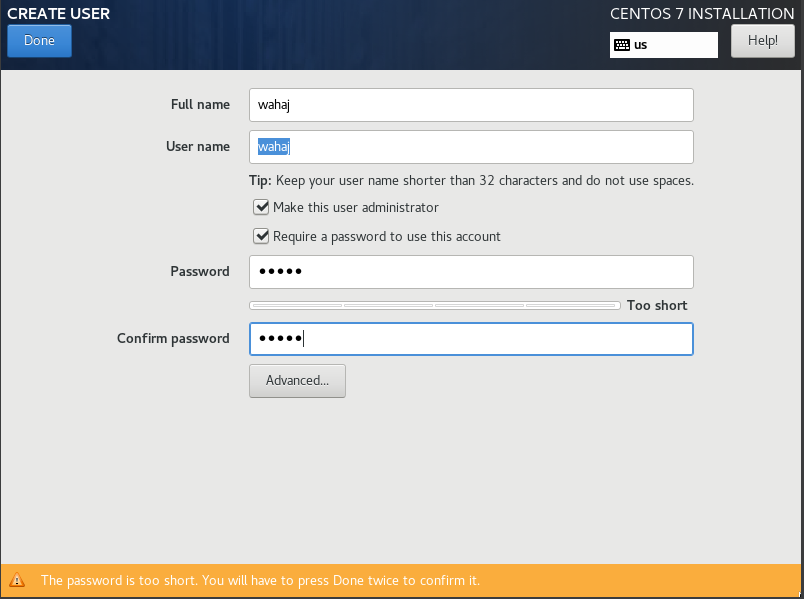 CREATE USER
CENTOS 7 INSTALLATION
Done
us
Help!
Full name
wahaj
User name
wahaj
Tip: Keep your user name shorter than 32 characters and do not use spaces.
Make this user administrator
Require a password to use this account
Password
•••••
Too short
Confirm password
•••••
Advanced...
The password is too short. You will have to press Done twice to confirm it.